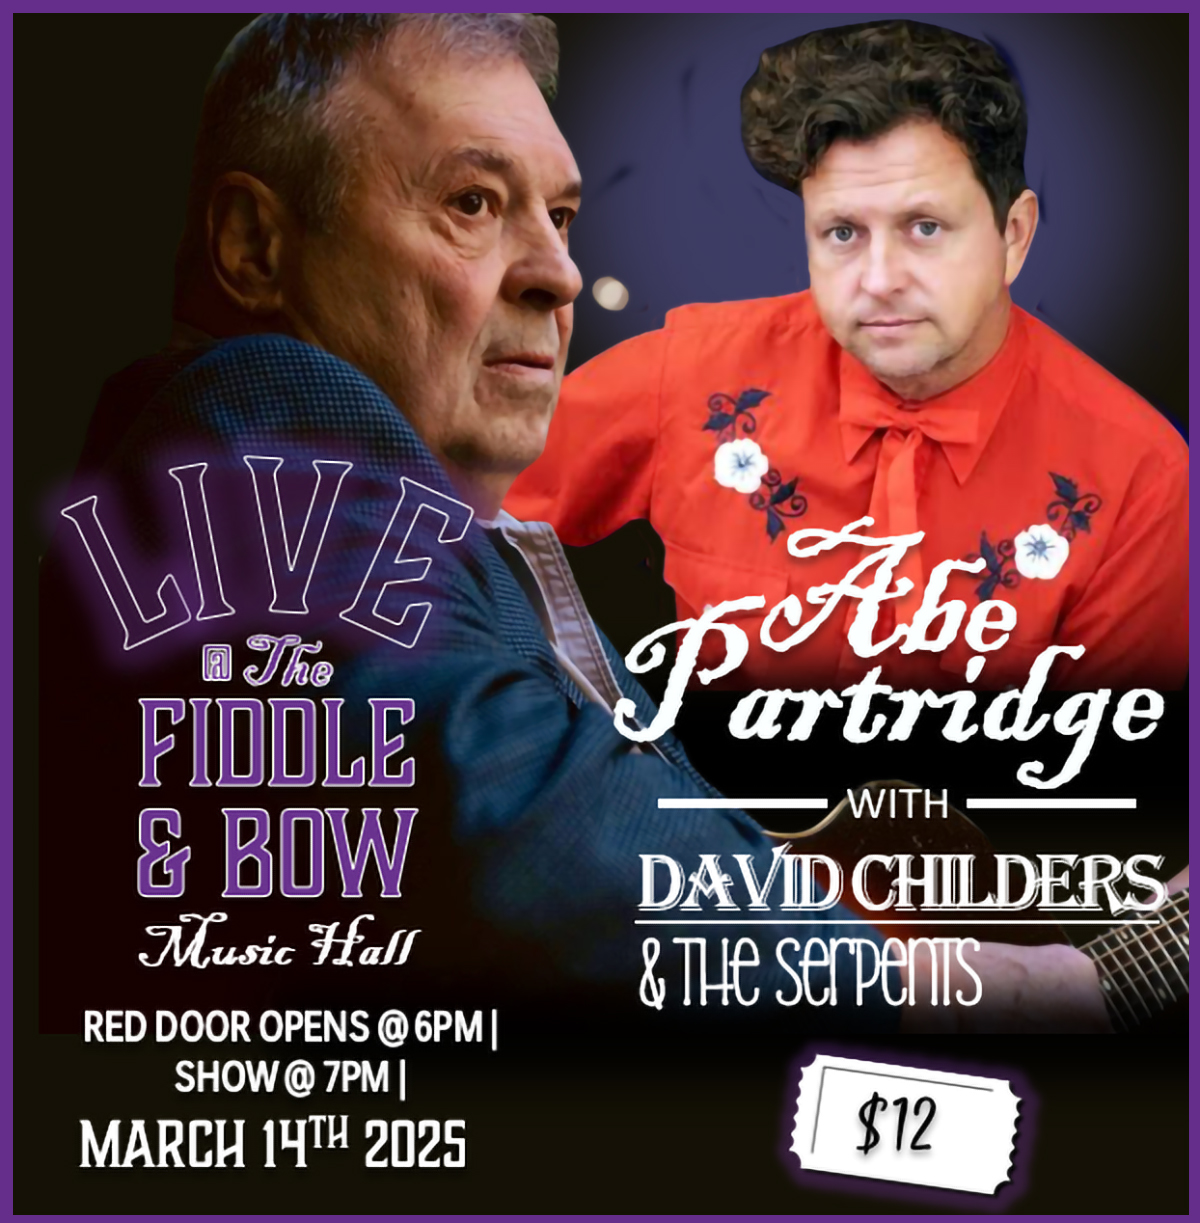 LIVE
@ The
FIDDLE
& BOW
Music Hall
RED DOOR OPENS @ 6PM |
SHOW @ 7PM |
MARCH 14TH 2025
Abe
Partridge
WITH
DAVID CHILDERS
& THE SERPENTS
$12